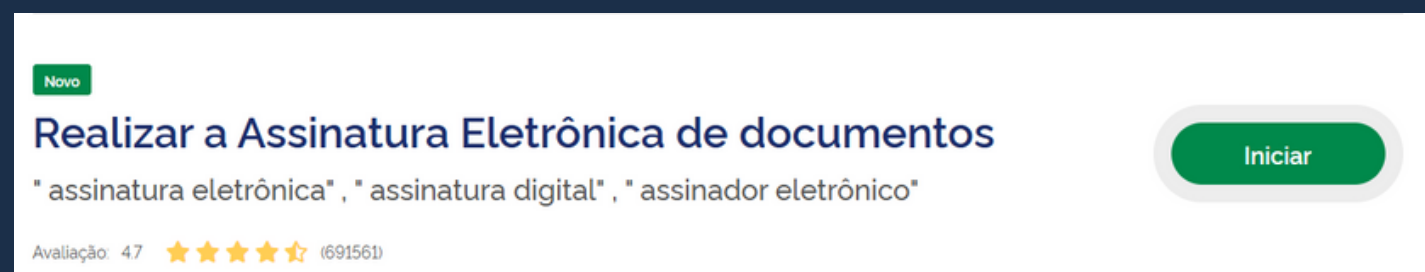 Novo
Realizar a Assinatura Eletrônica de documentos
" assinatura eletrônica" , " assinatura digital" , " assinador eletrônico"
Iniciar
Avaliação: 4.7 (691561)